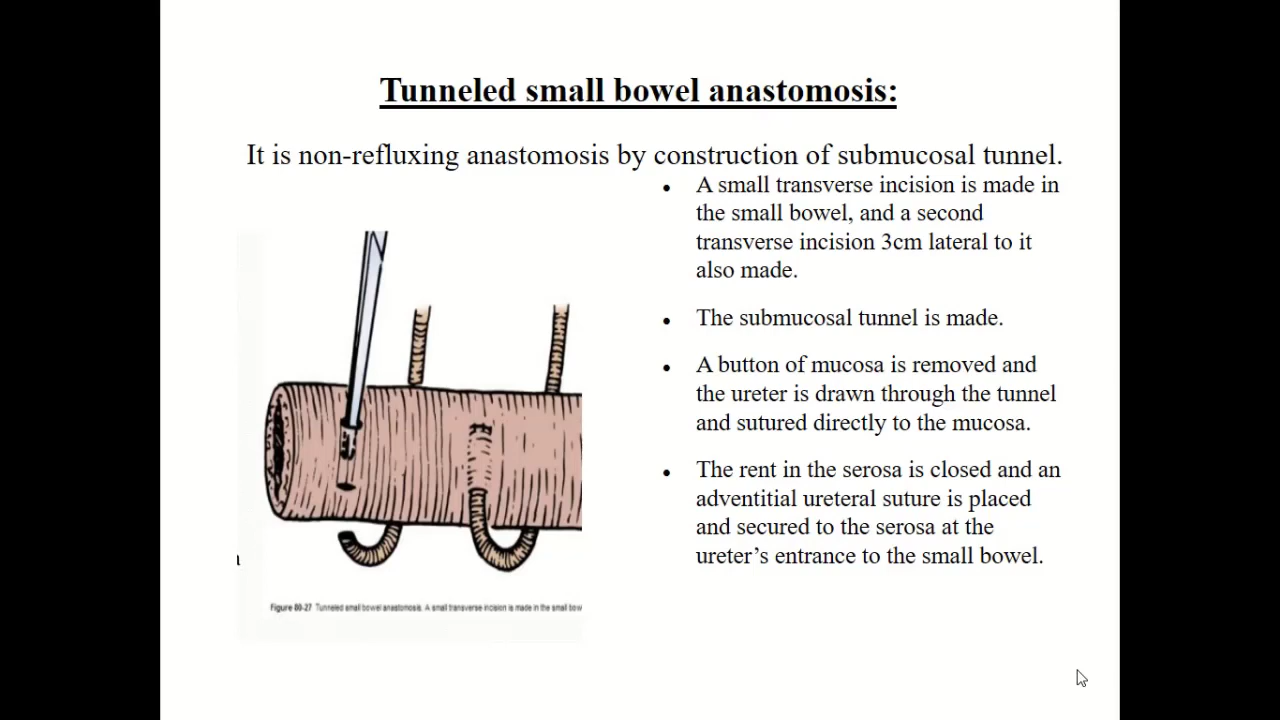 Tunneled small bowel anastomosis:
It is non-refluxing anastomosis by construction of submucosal tunnel.
• A small transverse incision is made in
the small bowel, and a second
transverse incision 3cm lateral to it
also made.
• The submucosal tunnel is made.
• A button of mucosa is removed and
the ureter is drawn through the tunnel
and sutured directly to the mucosa.
• The rent in the serosa is closed and an
adventitial ureteral suture is placed
and secured to the serosa at the
ureter’s entrance to the small bowel.
Figure 80-27 Tunneled small bowel anastomosis. A small transverse incision is made in the small bow